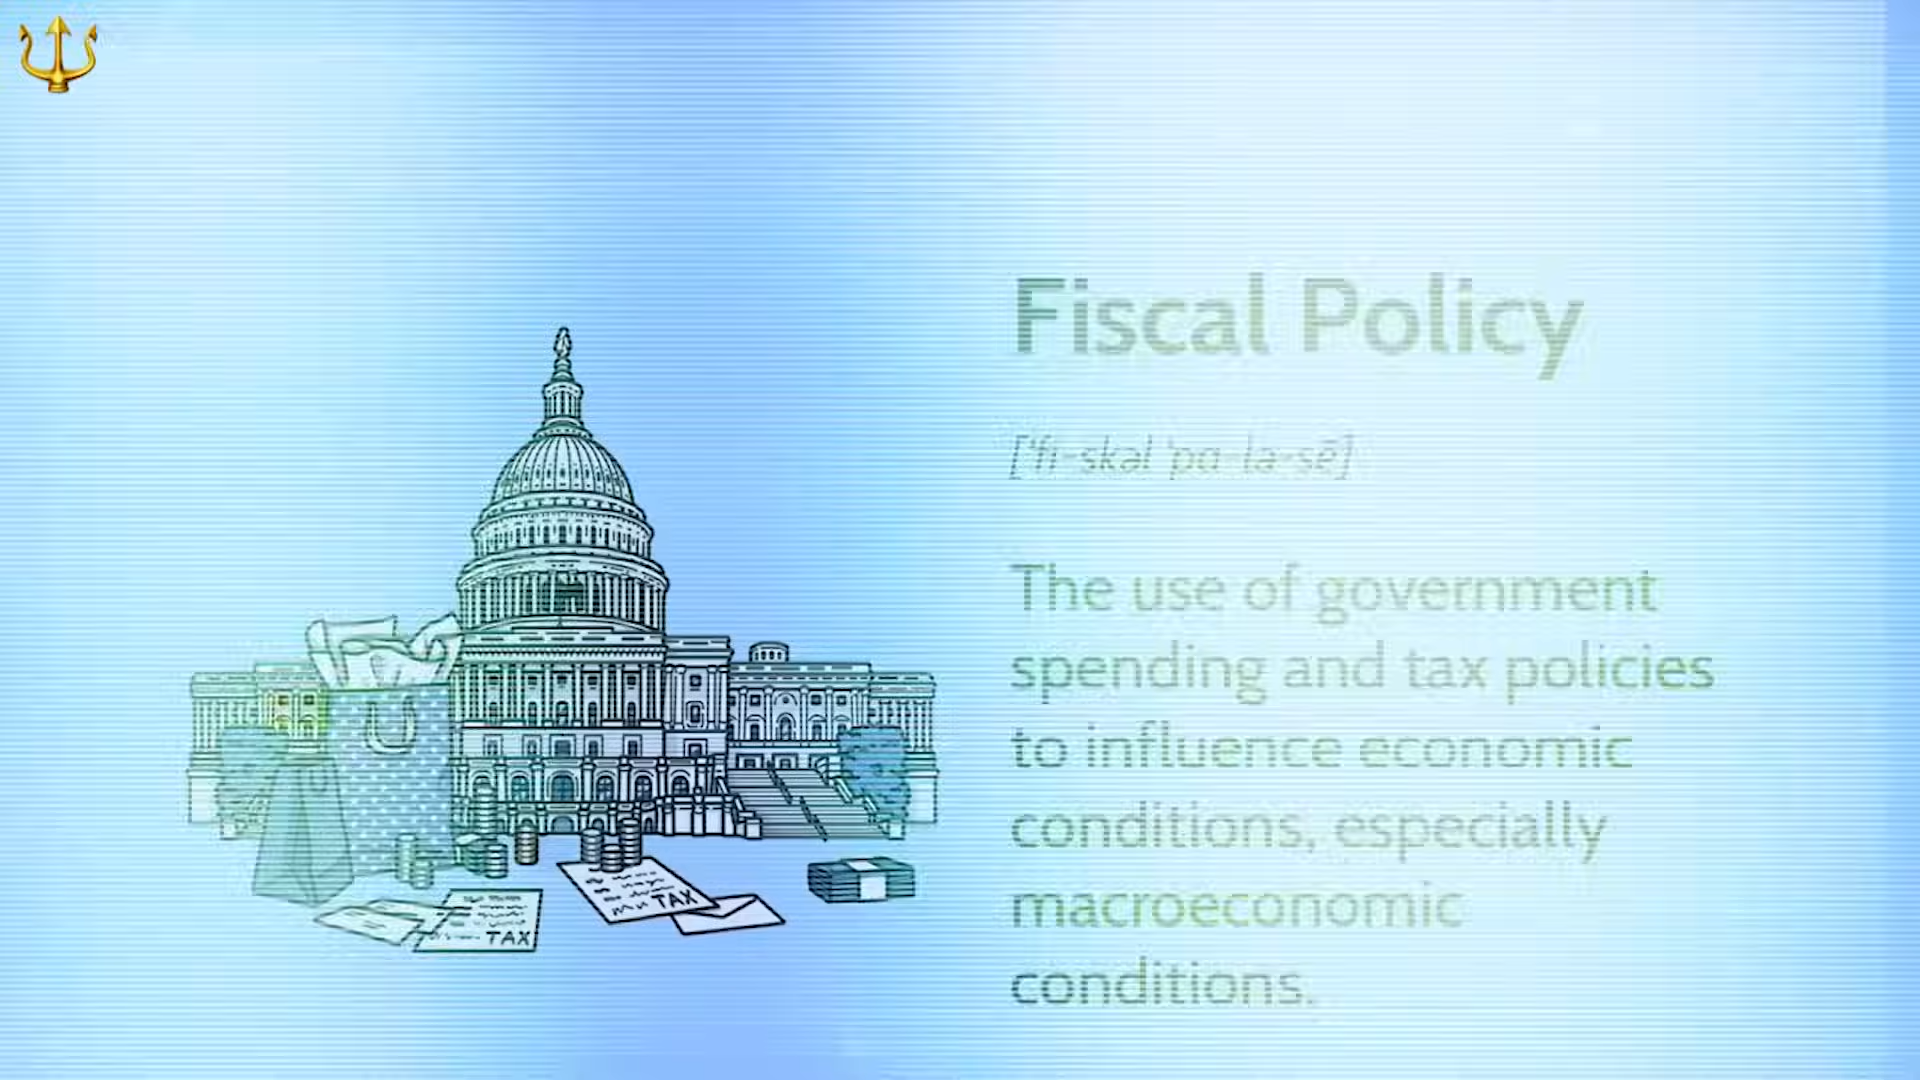 Fiscal Policy
['fi-skəl 'pɑ-lə-sē]
The use of government
spending and tax policies
to influence economic
conditions, especially
macroeconomic
conditions.
TAX
TAX